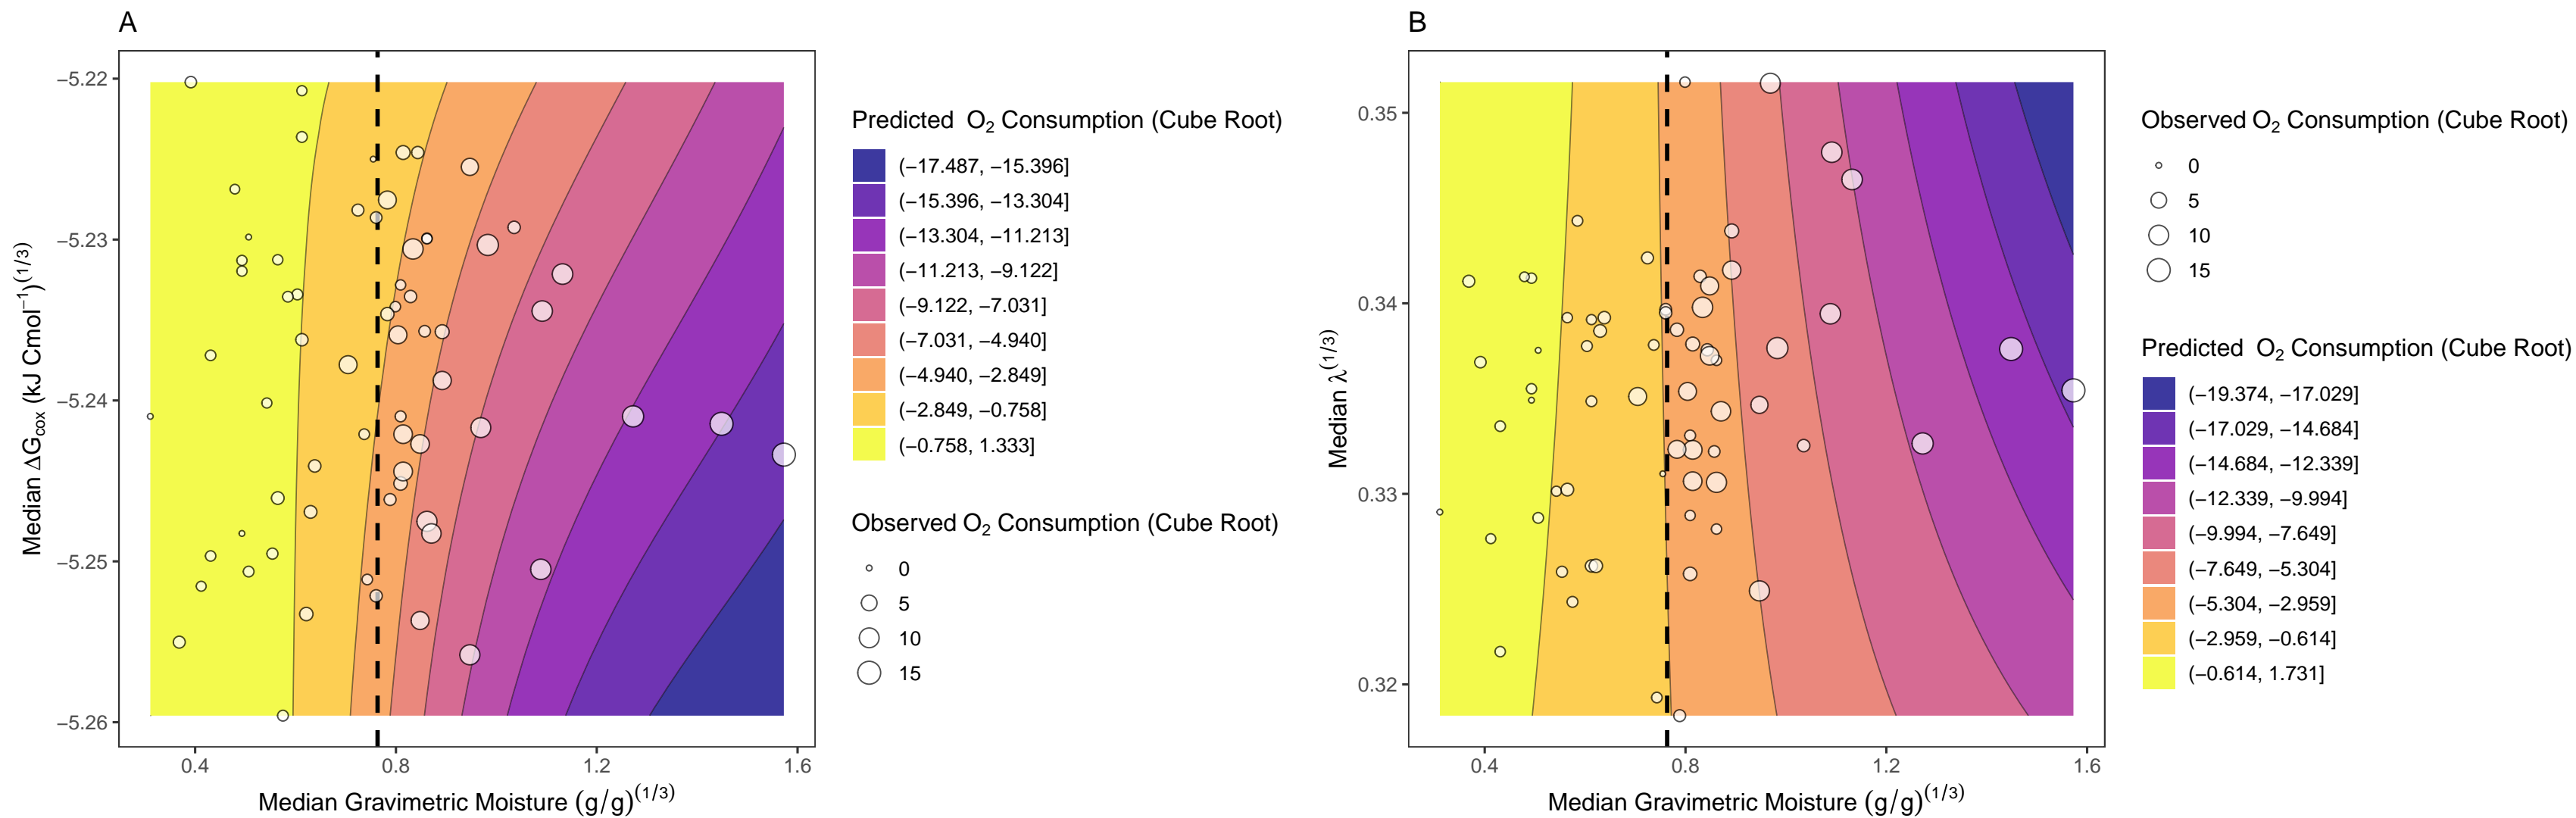 A
−5.22
−5.23
−5.24
−5.25
−5.26
Median ΔG_cox (kJ Cmol^−1)^(1/3)
0.4 0.8 1.2 1.6
Median Gravimetric Moisture (g/g)^(1/3)
Predicted O₂ Consumption (Cube Root)
(−17.487, −15.396]
(−15.396, −13.304]
(−13.304, −11.213]
(−11.213, −9.122]
(−9.122, −7.031]
(−7.031, −4.940]
(−4.940, −2.849]
(−2.849, −0.758]
(−0.758, 1.333]
Observed O₂ Consumption (Cube Root)
0
5
10
15
B
0.35
0.34
0.33
0.32
Median λ^(1/3)
0.4 0.8 1.2 1.6
Median Gravimetric Moisture (g/g)^(1/3)
Observed O₂ Consumption (Cube Root)
0
5
10
15
Predicted O₂ Consumption (Cube Root)
(−19.374, −17.029]
(−17.029, −14.684]
(−14.684, −12.339]
(−12.339, −9.994]
(−9.994, −7.649]
(−7.649, −5.304]
(−5.304, −2.959]
(−2.959, −0.614]
(−0.614, 1.731]